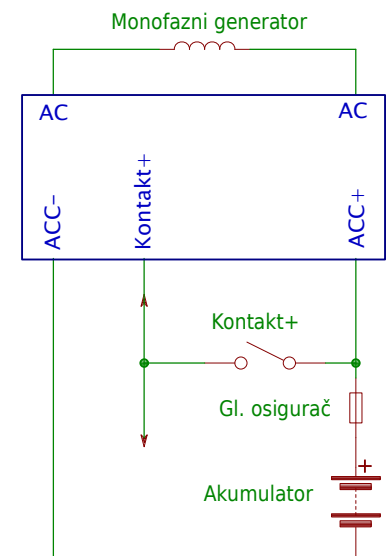 Monofazni generator
AC
AC
ACC-
Kontakt+
ACC+
Kontakt+
Gl. osigurač
+
Akumulator